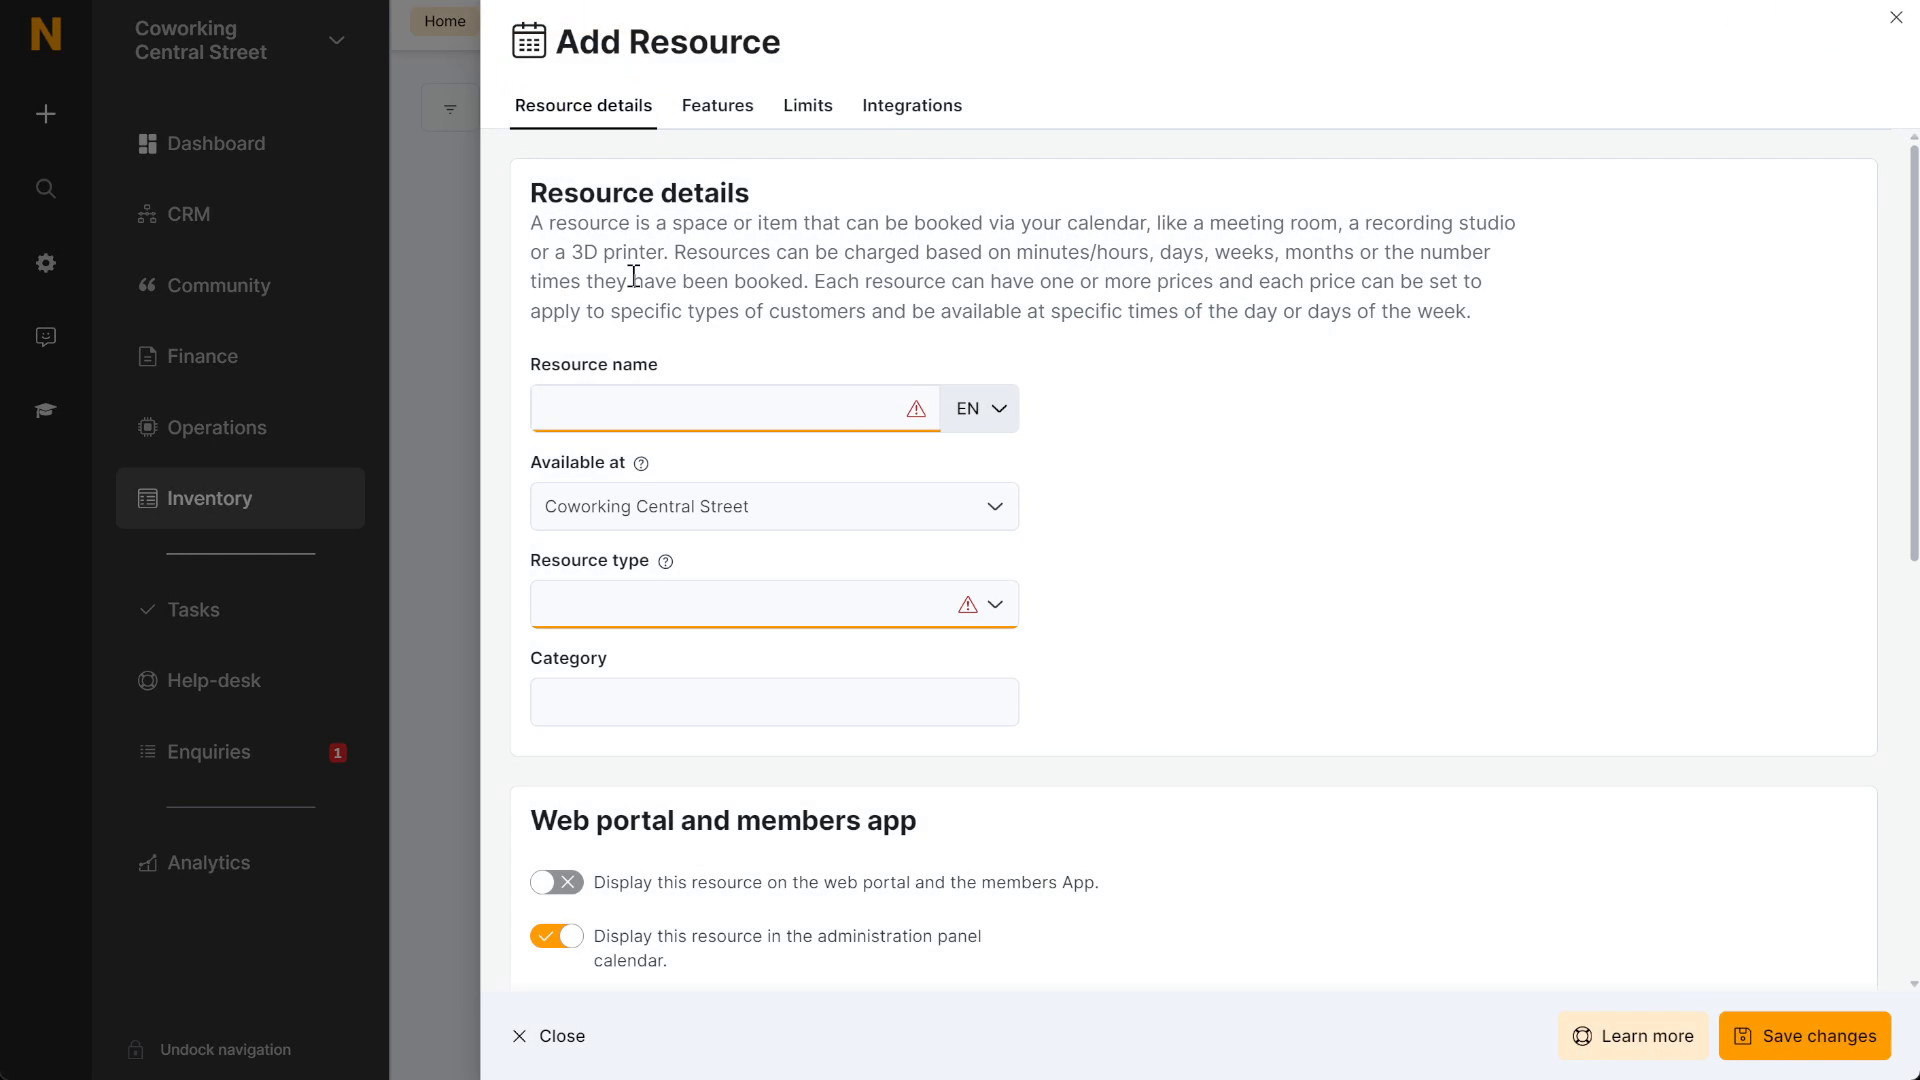 N
Coworking
Central Street
Dashboard
CRM
Community
Finance
Operations
Inventory
Tasks
Help-desk
Enquiries
1
Analytics
Undock navigation
Home
Add Resource
Resource details
Features
Limits
Integrations
Resource details
A resource is a space or item that can be booked via your calendar, like a meeting room, a recording studio
or a 3D printer. Resources can be charged based on minutes/hours, days, weeks, months or the number
times they have been booked. Each resource can have one or more prices and each price can be set to
apply to specific types of customers and be available at specific times of the day or days of the week.
Resource name
EN
Available at
Coworking Central Street
Resource type
Category
Web portal and members app
Display this resource on the web portal and the members App.
Display this resource in the administration panel
calendar.
Close
Learn more
Save changes